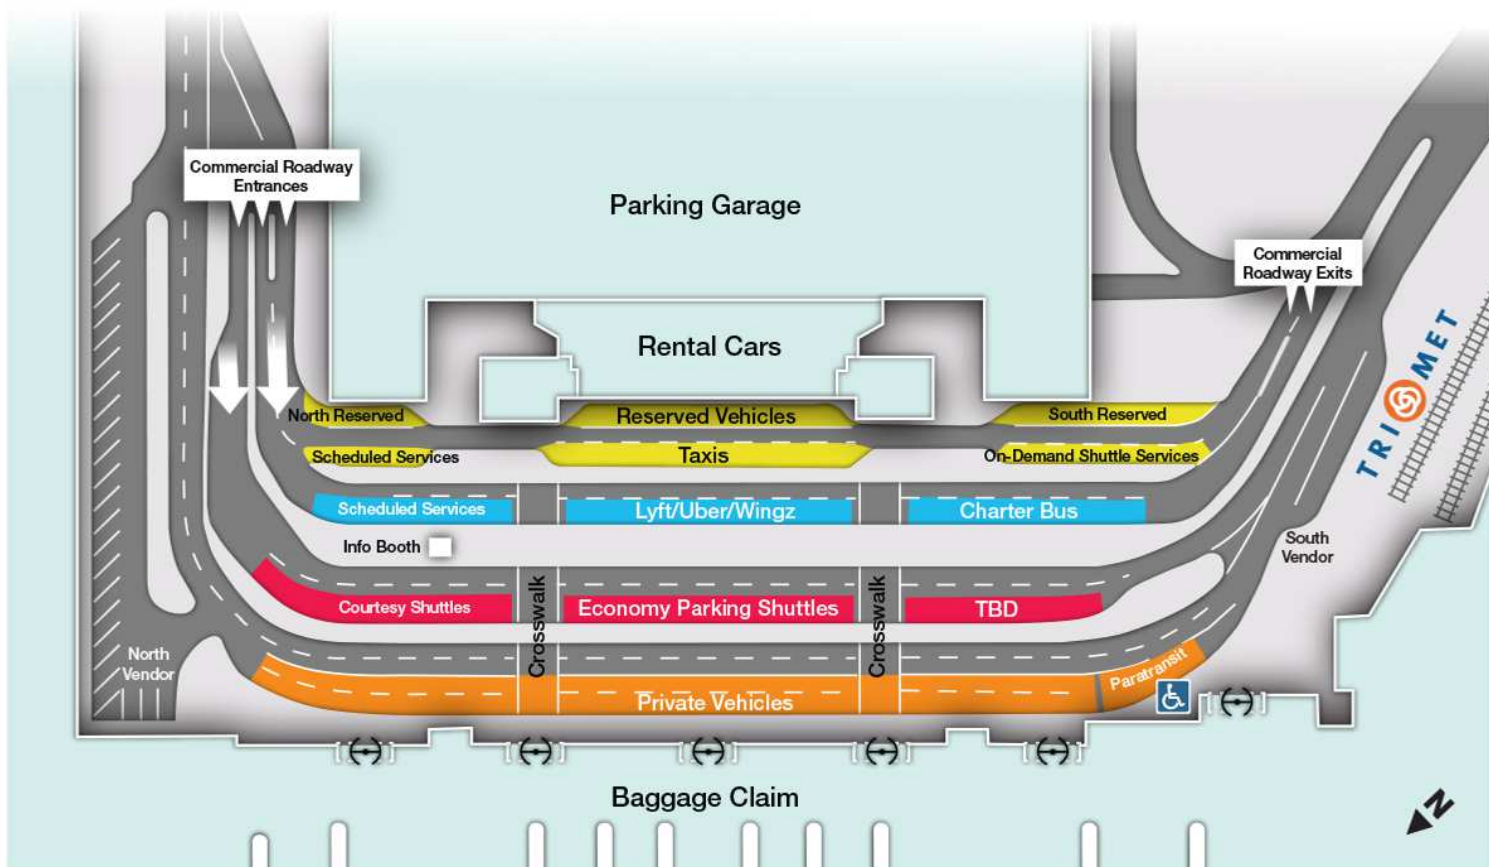 Commercial Roadway
Entrances
Parking Garage
Commercial
Roadway Exits
Rental Cars
TRIMET
North Reserved
Reserved Vehicles
South Reserved
Scheduled Services
Taxis
On-Demand Shuttle Services
Scheduled Services
Lyft/Uber/Wingz
Charter Bus
Info Booth
South
Vendor
Courtesy Shuttles
Crosswalk
Economy Parking Shuttles
Crosswalk
TBD
North
Vendor
Private Vehicles
Paratransit
Baggage Claim
N